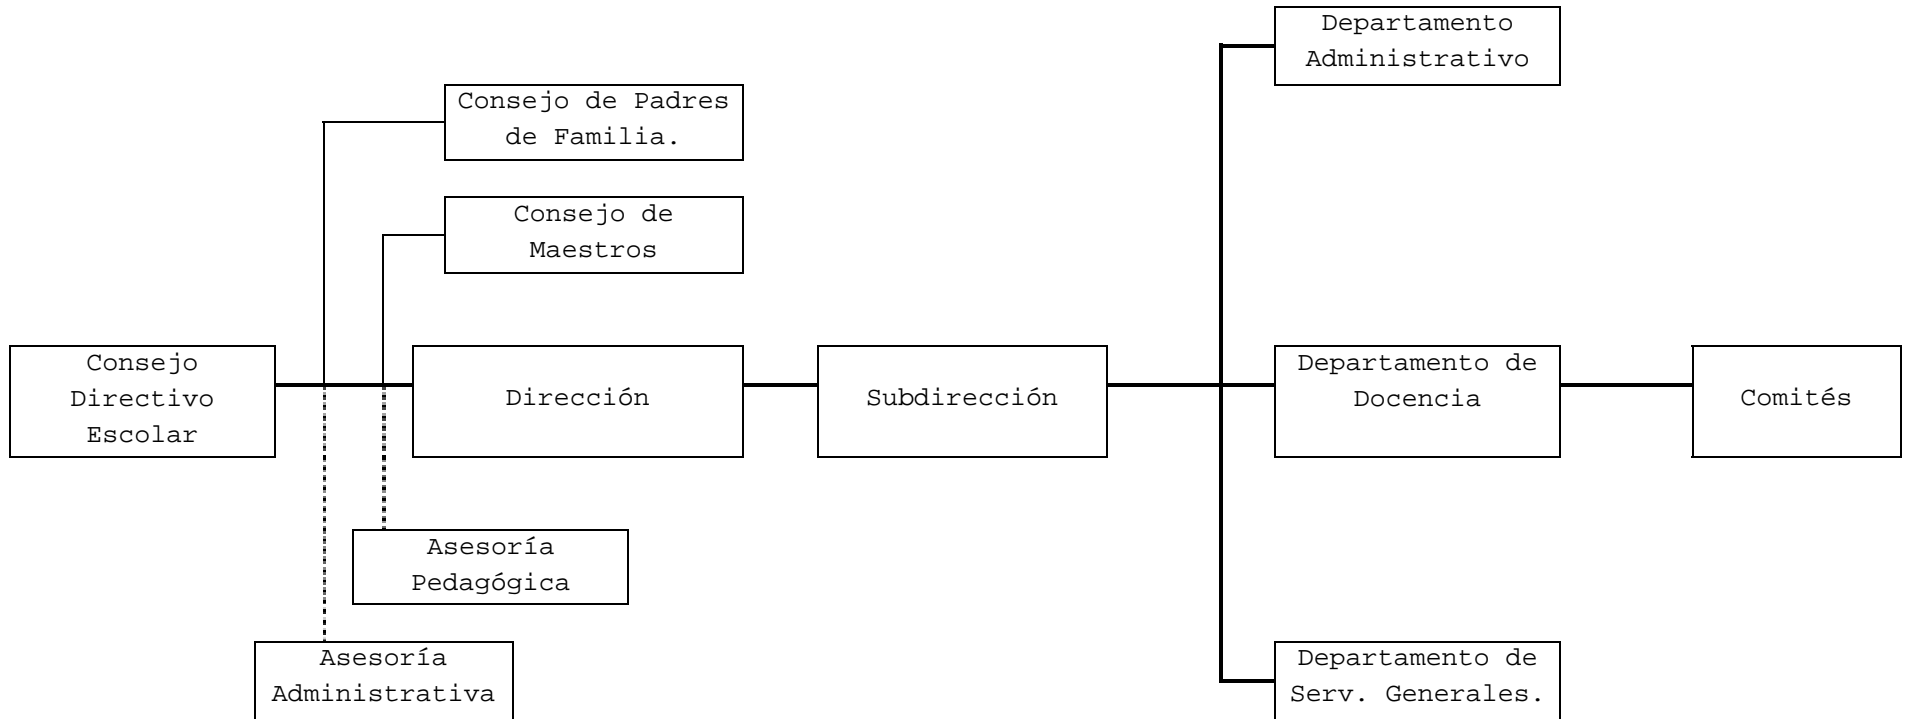 Departamento
Administrativo
Consejo de Padres
de Familia.
Consejo de
Maestros
Consejo
Directivo
Escolar
Dirección
Subdirección
Departamento de
Docencia
Comités
Asesoría
Pedagógica
Asesoría
Administrativa
Departamento de
Serv. Generales.